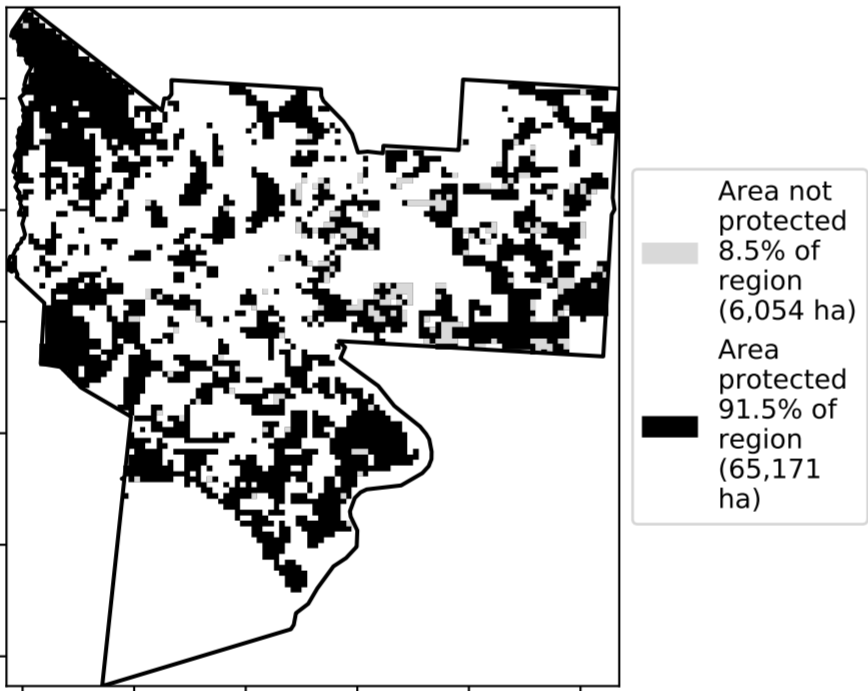 Area not
protected
8.5% of
region
(6,054 ha)
Area
protected
91.5% of
region
(65,171
ha)